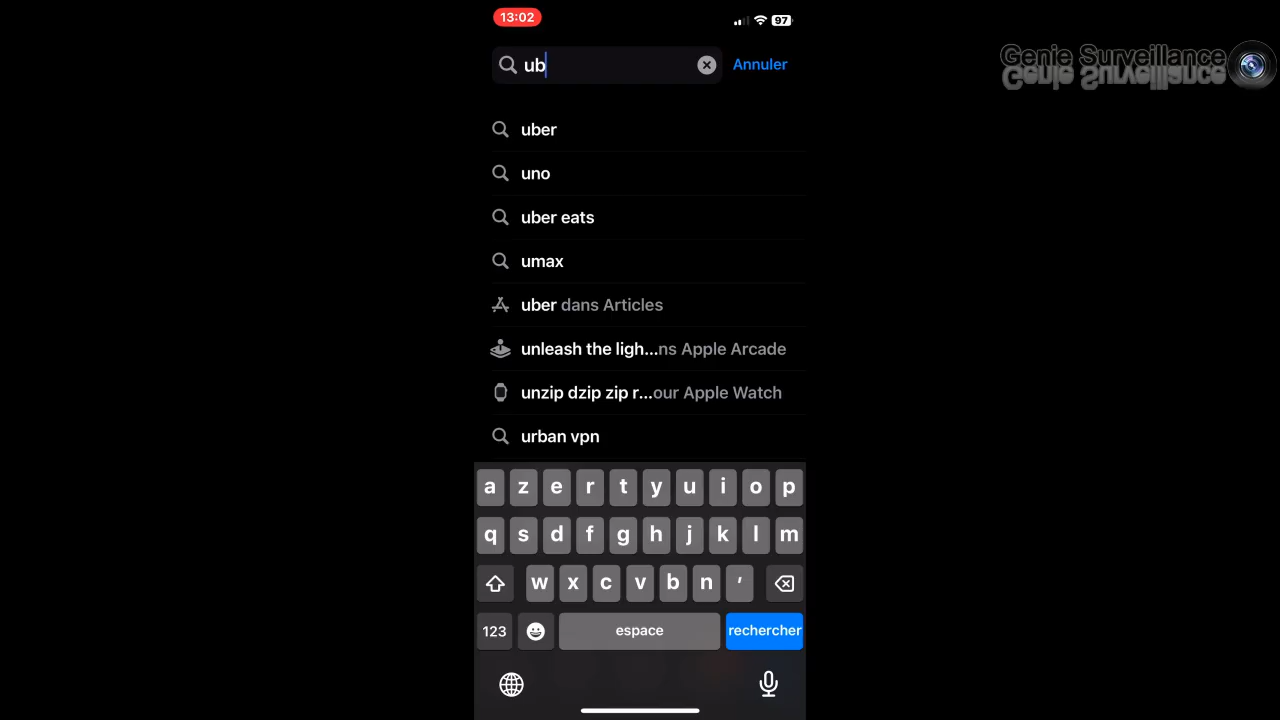 13:02
97
Genie Surveillance
ub
Annuler
uber
uno
uber eats
umax
uber dans Articles
unleash the ligh...ns Apple Arcade
unzip dzip zip r...our Apple Watch
urban vpn
a z e r t y u i o p
q s d f g h j k l m
w x c v b n ′
123 espace rechercher